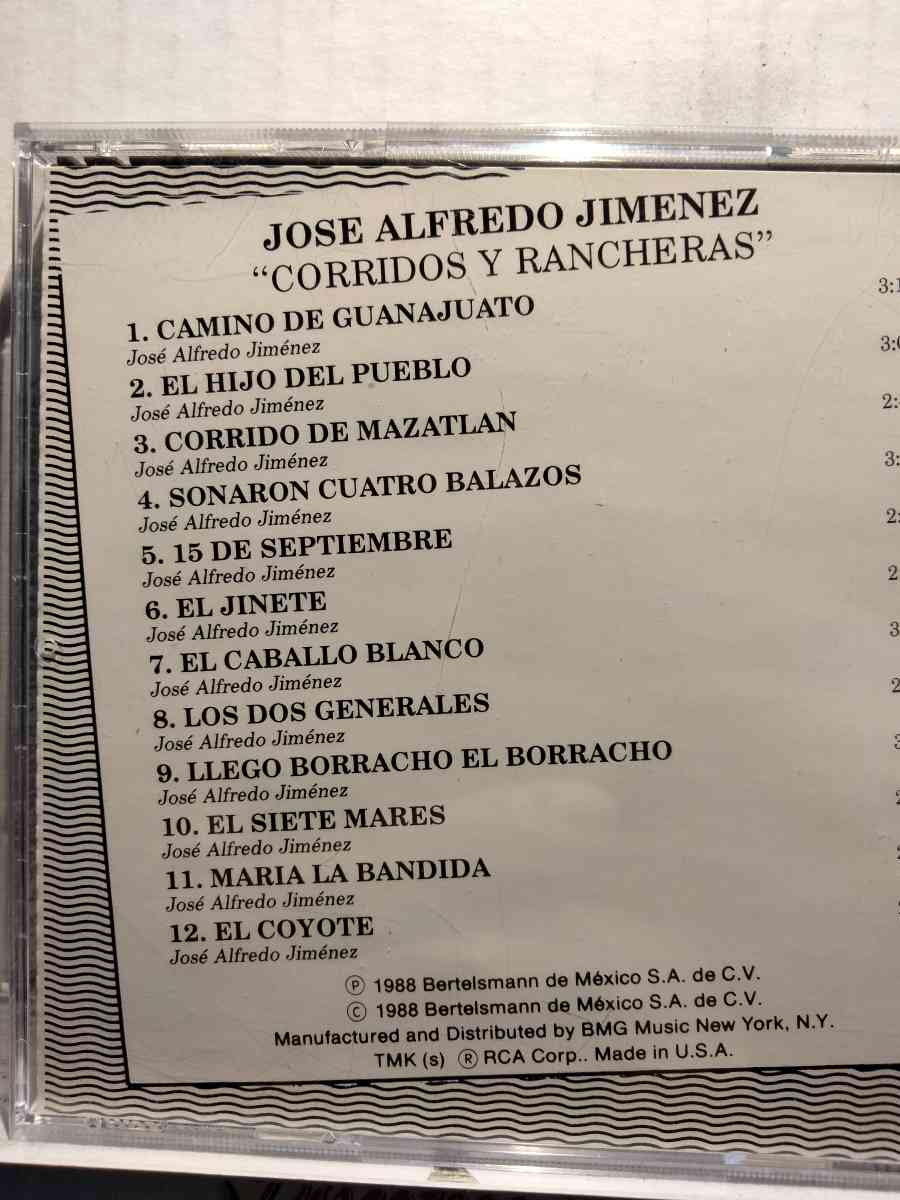 JOSE ALFREDO JIMENEZ
“CORRIDOS Y RANCHERAS”
1. CAMINO DE GUANAJUATO
José Alfredo Jiménez
2. EL HIJO DEL PUEBLO
José Alfredo Jiménez
3. CORRIDO DE MAZATLAN
José Alfredo Jiménez
4. SONARON CUATRO BALAZOS
José Alfredo Jiménez
5. 15 DE SEPTIEMBRE
José Alfredo Jiménez
6. EL JINETE
José Alfredo Jiménez
7. EL CABALLO BLANCO
José Alfredo Jiménez
8. LOS DOS GENERALES
José Alfredo Jiménez
9. LLEGO BORRACHO EL BORRACHO
José Alfredo Jiménez
10. EL SIETE MARES
José Alfredo Jiménez
11. MARIA LA BANDIDA
José Alfredo Jiménez
12. EL COYOTE
José Alfredo Jiménez
Ⓟ 1988 Bertelsmann de México S.A. de C.V.
© 1988 Bertelsmann de México S.A. de C.V.
Manufactured and Distributed by BMG Music New York, N.Y.
TMK (s) ® RCA Corp.. Made in U.S.A.